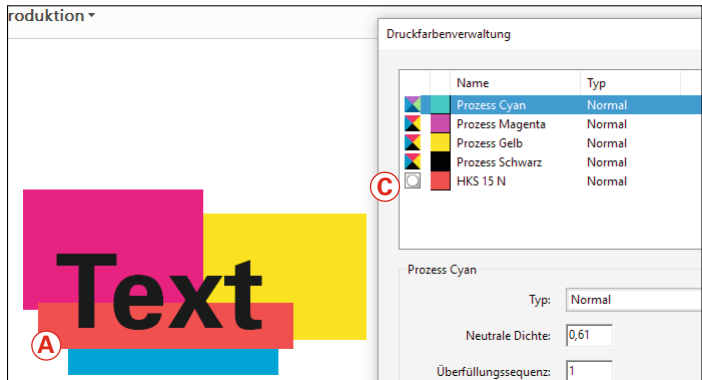 roduktion
Druckfarbenverwaltung
Name Typ
Prozess Cyan Normal
Prozess Magenta Normal
Prozess Gelb Normal
Prozess Schwarz Normal
C HKS 15 N Normal
Text
A
Prozess Cyan
Typ: Normal
Neutrale Dichte: 0,61
Überfüllungssequenz: 1